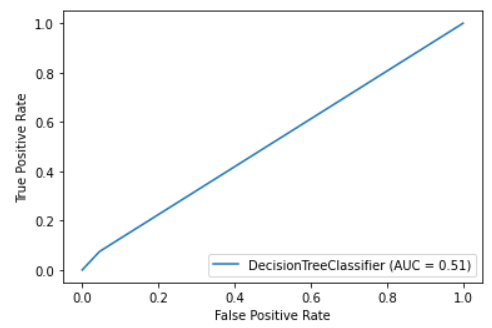 1.0
0.8
0.6
0.4
0.2
0.0
True Positive Rate
DecisionTreeClassifier (AUC = 0.51)
0.0 0.2 0.4 0.6 0.8 1.0
False Positive Rate